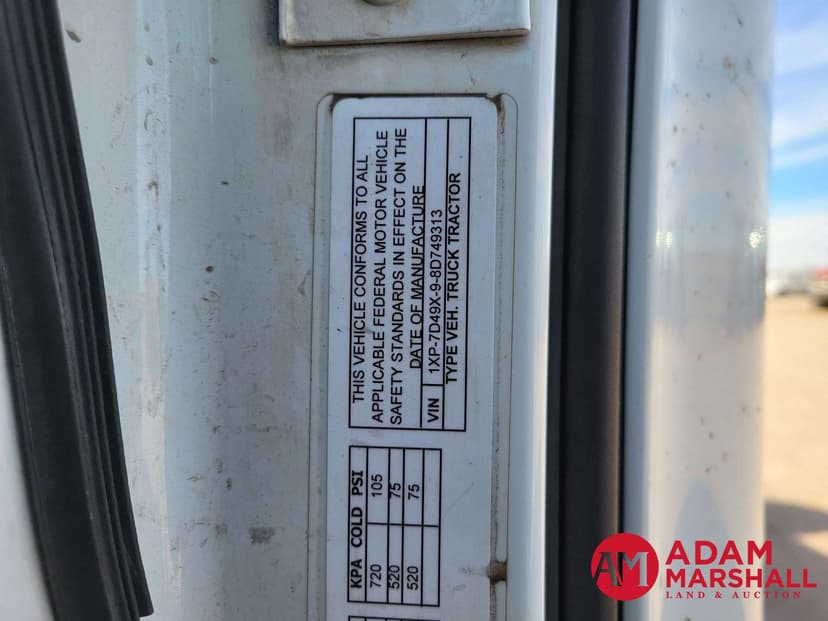 THIS VEHICLE CONFORMS TO ALL
APPLICABLE FEDERAL MOTOR VEHICLE
SAFETY STANDARDS IN EFFECT ON THE
DATE OF MANUFACTURE
VIN 1XP-7D49X-9-8D749313
TYPE VEH. TRUCK TRACTOR
KPA COLD PSI
720 105
520 75
520 75
AM
ADAM
MARSHALL
LAND & AUCTION